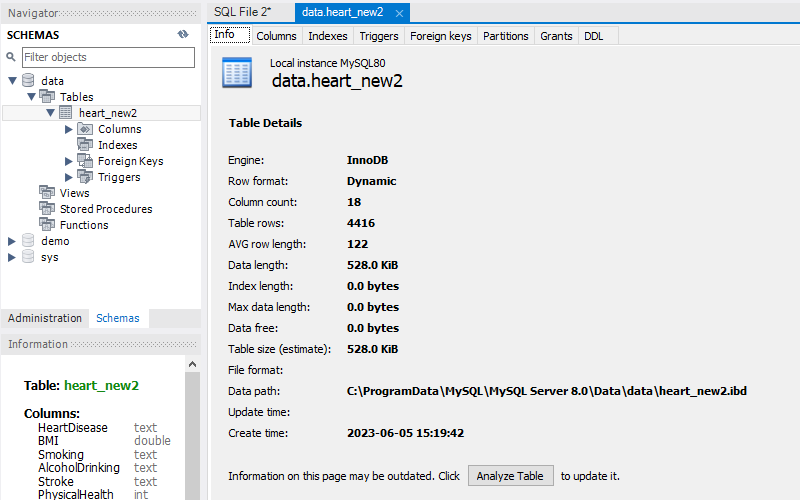 Navigator
SCHEMAS
Filter objects
data
Tables
heart_new2
Columns
Indexes
Foreign Keys
Triggers
Views
Stored Procedures
Functions
demo
sys
Administration Schemas
Information
Table: heart_new2
Columns:
HeartDisease text
BMI double
Smoking text
AlcoholDrinking text
Stroke text
PhysicalHealth int
SQL File 2* data.heart_new2
Info Columns Indexes Triggers Foreign keys Partitions Grants DDL
Local instance MySQL80
data.heart_new2
Table Details
Engine: InnoDB
Row format: Dynamic
Column count: 18
Table rows: 4416
AVG row length: 122
Data length: 528.0 KiB
Index length: 0.0 bytes
Max data length: 0.0 bytes
Data free: 0.0 bytes
Table size (estimate): 528.0 KiB
File format:
Data path: C:\ProgramData\MySQL\MySQL Server 8.0\Data\data\heart_new2.ibd
Update time:
Create time: 2023-06-05 15:19:42
Information on this page may be outdated. Click Analyze Table to update it.